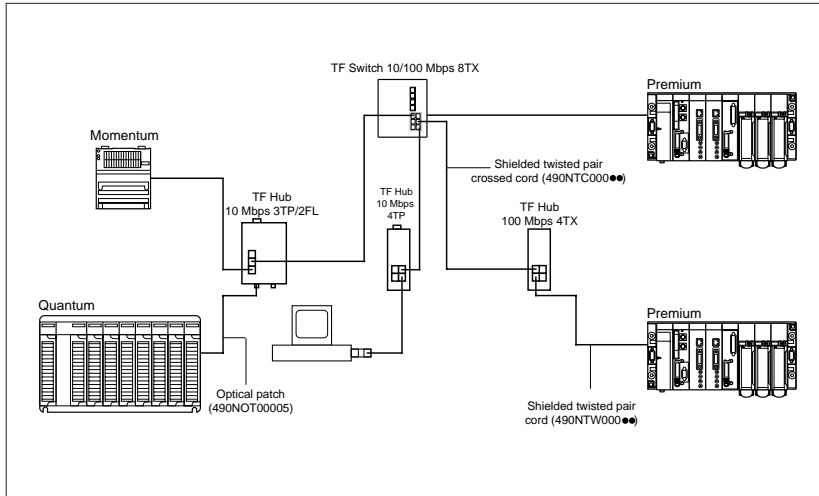 TF Switch 10/100 Mbps 8TX
Premium
Momentum
Shielded twisted pair
crossed cord (490NTC000●●)
TF Hub
10 Mbps
4TP
TF Hub
10 Mbps 3TP/2FL
TF Hub
100 Mbps 4TX
Quantum
Premium
Optical patch
(490NOT00005)
Shielded twisted pair
cord (490NTW000●●)